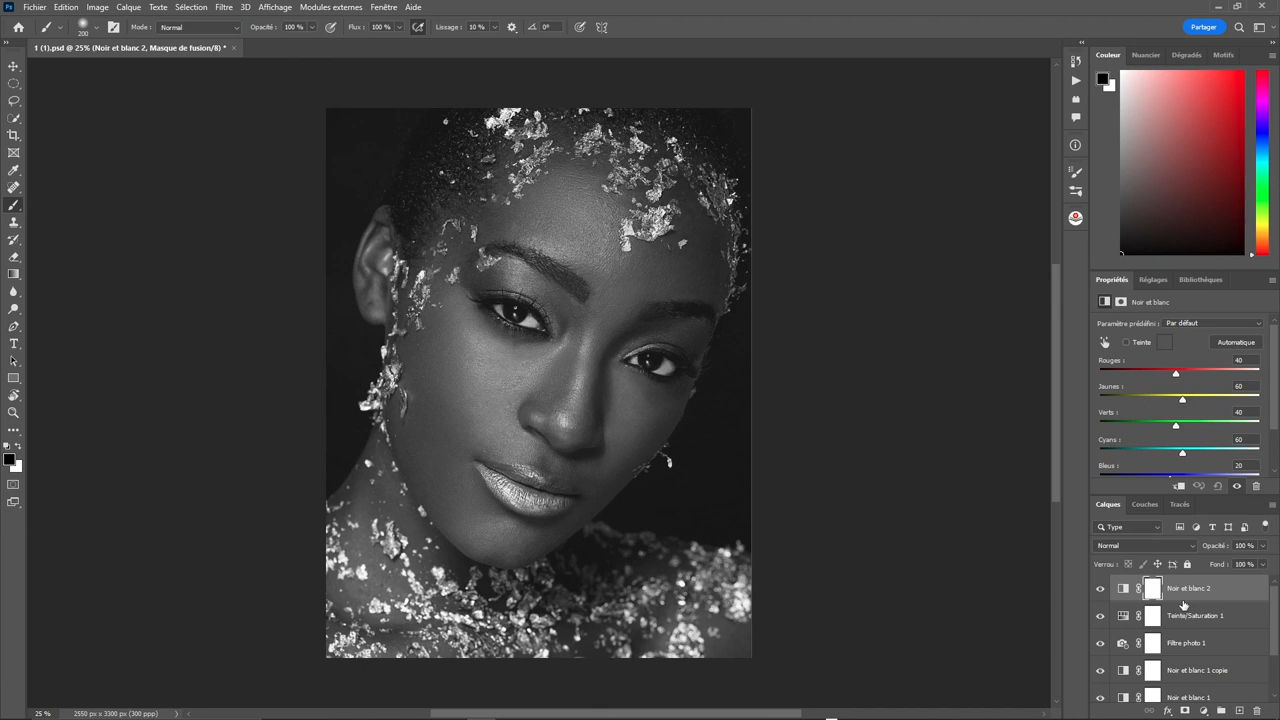 Ps Fichier Edition Image Calque Texte Sélection Filtre 3D Affichage Modules externes Fenêtre Aide
200 Mode : Normal Opacité : 100 % Flux : 100 % Lissage : 10 % 0° Partager
1 (1).psd @ 25% (Noir et blanc 2, Masque de fusion/8) * ×
Couleur Nuancier Dégradés Motifs
Propriétés Réglages Bibliothèques
Noir et blanc
Paramètre prédéfini : Par défaut
Teinte Automatique
Rouges : 40
Jaunes : 60
Verts : 40
Cyans : 60
Bleus : 20
Calques Couches Tracés
Type
Normal Opacité : 100 %
Verrou : Fond : 100 %
Noir et blanc 2
Teinte/Saturation 1
Filtre photo 1
Noir et blanc 1 copie
Noir et blanc 1
25 % 2550 px x 3300 px (300 ppp)